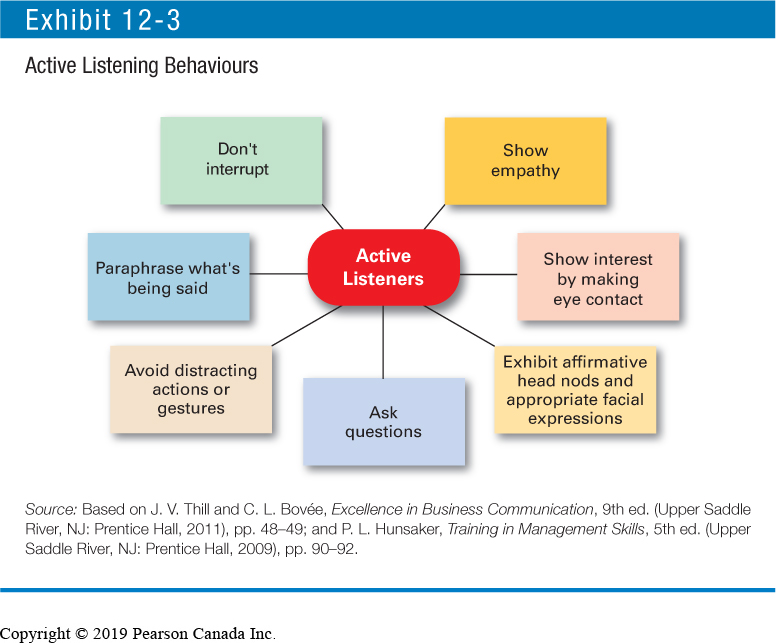 Exhibit 12-3
Active Listening Behaviours
Don't
interrupt
Show
empathy
Paraphrase what's
being said
Active
Listeners
Show interest
by making
eye contact
Avoid distracting
actions or
gestures
Ask
questions
Exhibit affirmative
head nods and
appropriate facial
expressions
Source: Based on J. V. Thill and C. L. Bovée, Excellence in Business Communication, 9th ed. (Upper Saddle
River, NJ: Prentice Hall, 2011), pp. 48–49; and P. L. Hunsaker, Training in Management Skills, 5th ed. (Upper
Saddle River, NJ: Prentice Hall, 2009), pp. 90–92.
Copyright © 2019 Pearson Canada Inc.